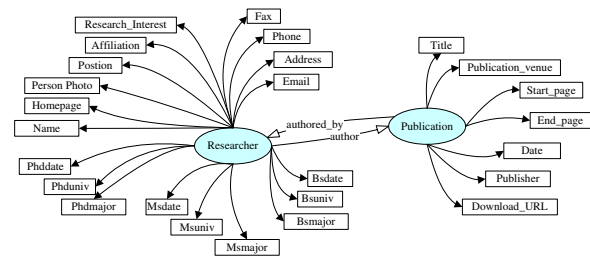 Fax
Research_Interest
Phone
Affiliation
Title
Postion
Address
Publication_venue
Person Photo
Email
Start_page
Homepage
End_page
Name
authored_by
author
Publication
Researcher
Date
Phddate
Bsdate
Publisher
Phduniv
Bsuniv
Phdmajor
Msdate
Download_URL
Msuniv
Bsmajor
Msmajor